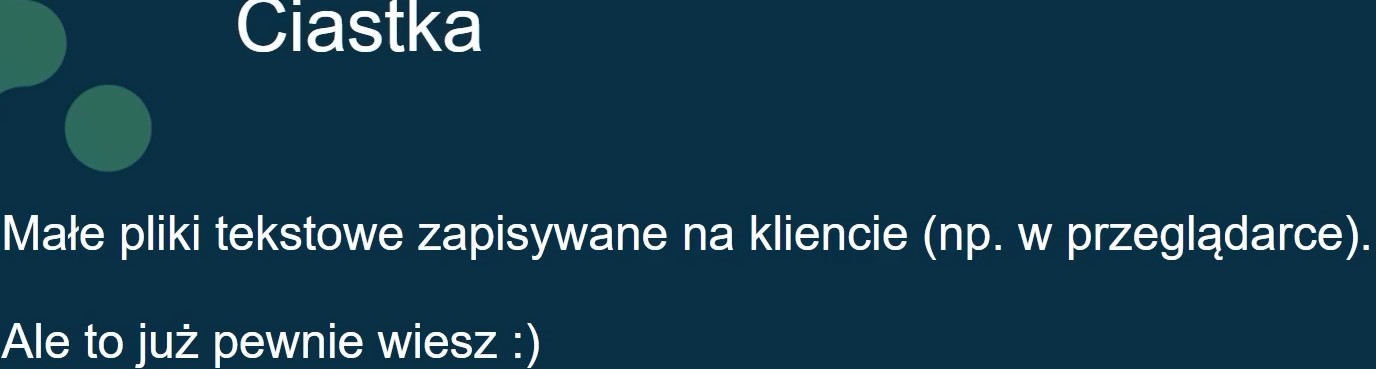 Ciastka
Małe pliki tekstowe zapisywane na kliencie (np. w przeglądarce).
Ale to już pewnie wiesz :)